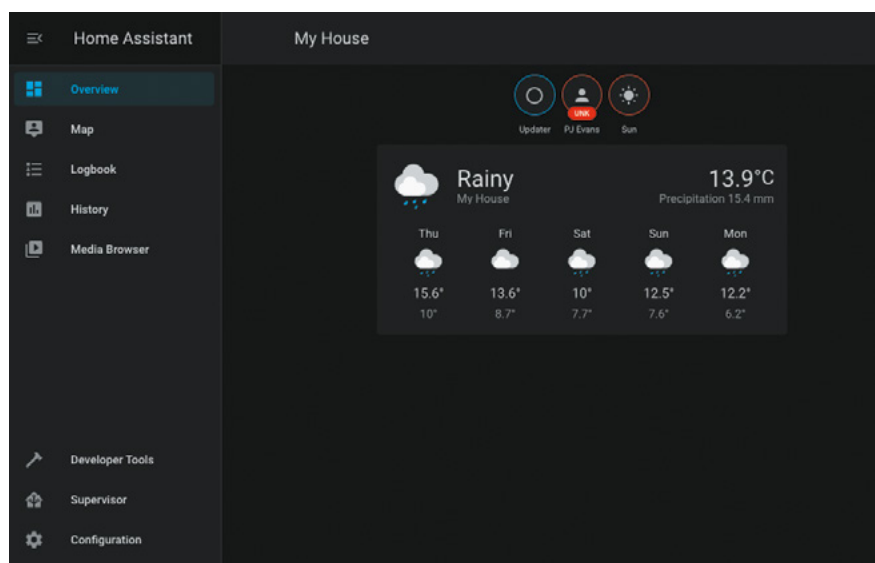 Home Assistant
My House
Overview
Map
Logbook
History
Media Browser
Developer Tools
Supervisor
Configuration
UNK
Updater PJ Evans Sun
Rainy 13.9°C
My House Precipitation 15.4 mm
Thu Fri Sat Sun Mon
15.6° 13.6° 10° 12.5° 12.2°
10° 8.7° 7.7° 7.6° 6.2°